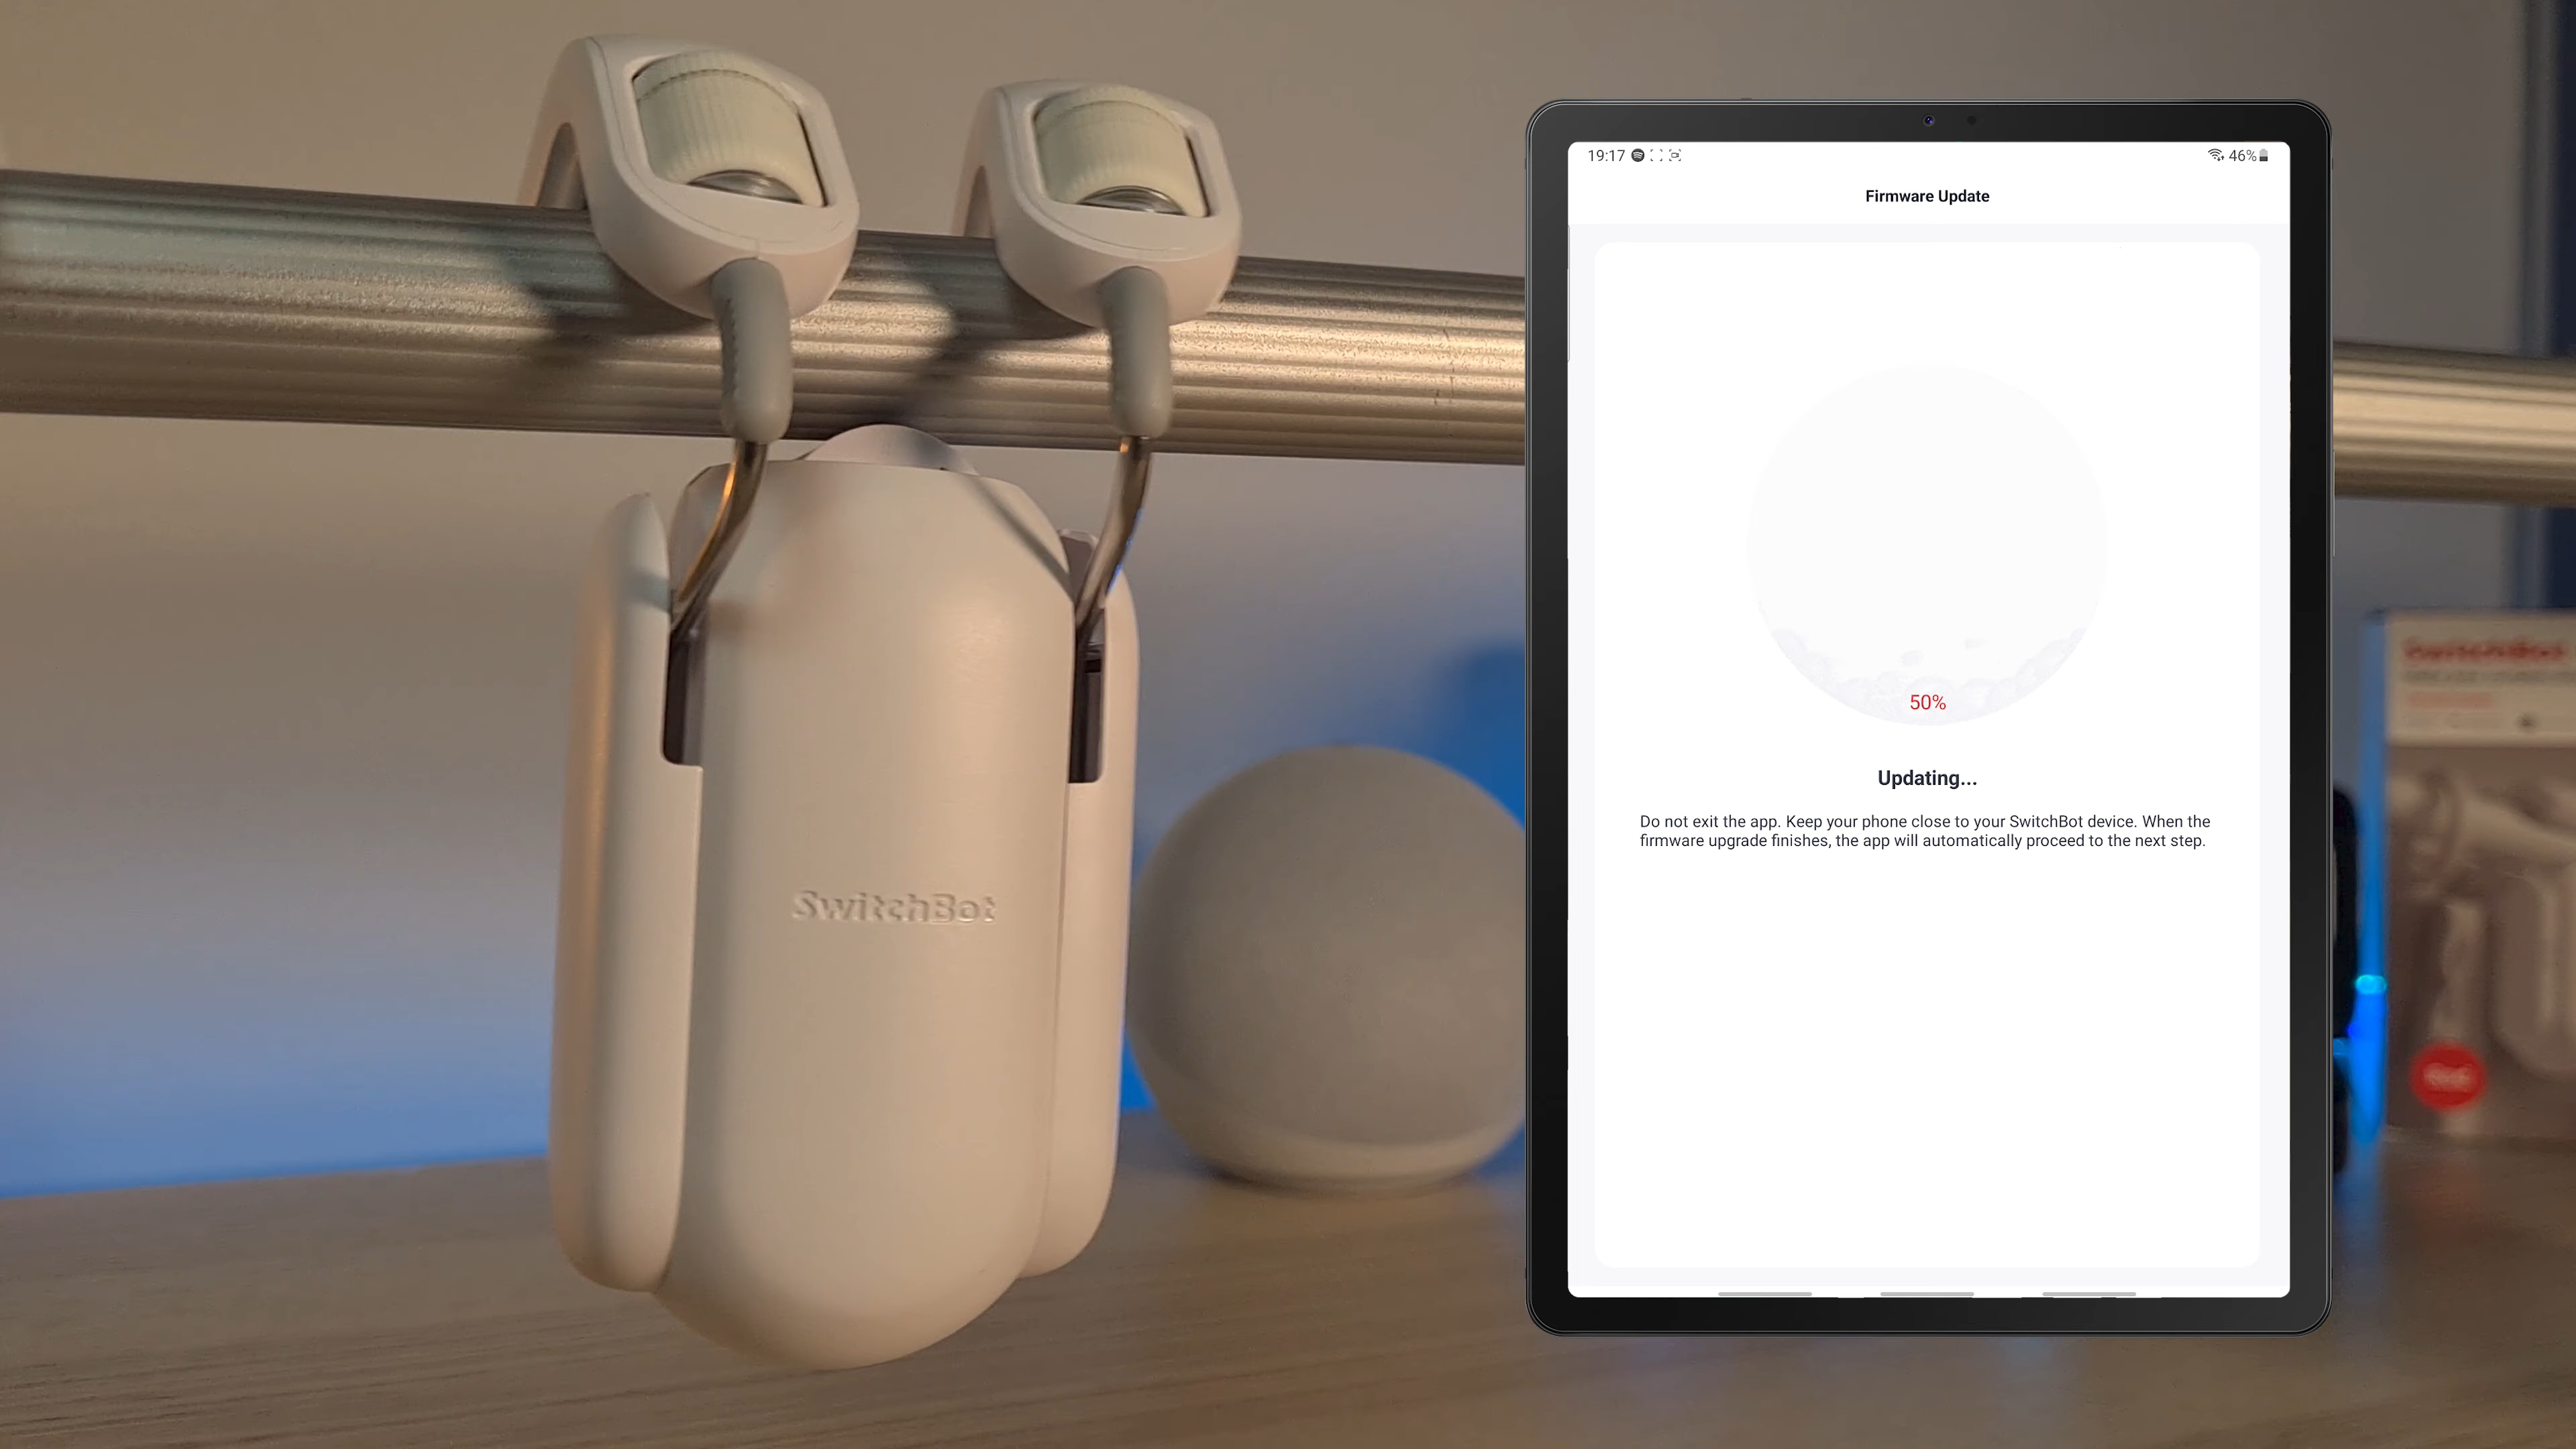 19:17
46%
Firmware Update
50%
Updating...
Do not exit the app. Keep your phone close to your SwitchBot device. When the
firmware upgrade finishes, the app will automatically proceed to the next step.
SwitchBot
SwitchBot